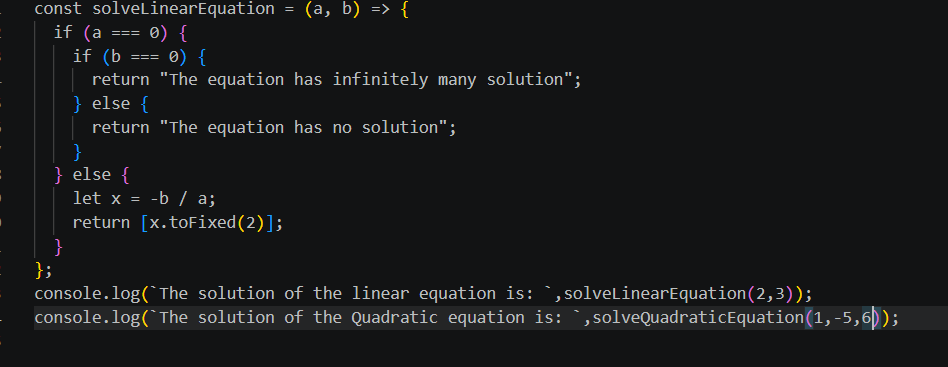 const solveLinearEquation = (a, b) => {
if (a === 0) {
if (b === 0) {
return "The equation has infinitely many solution";
} else {
return "The equation has no solution";
}
} else {
let x = -b / a;
return [x.toFixed(2)];
}
};
console.log(`The solution of the linear equation is: `,solveLinearEquation(2,3));
console.log(`The solution of the Quadratic equation is: `,solveQuadraticEquation(1,-5,6));